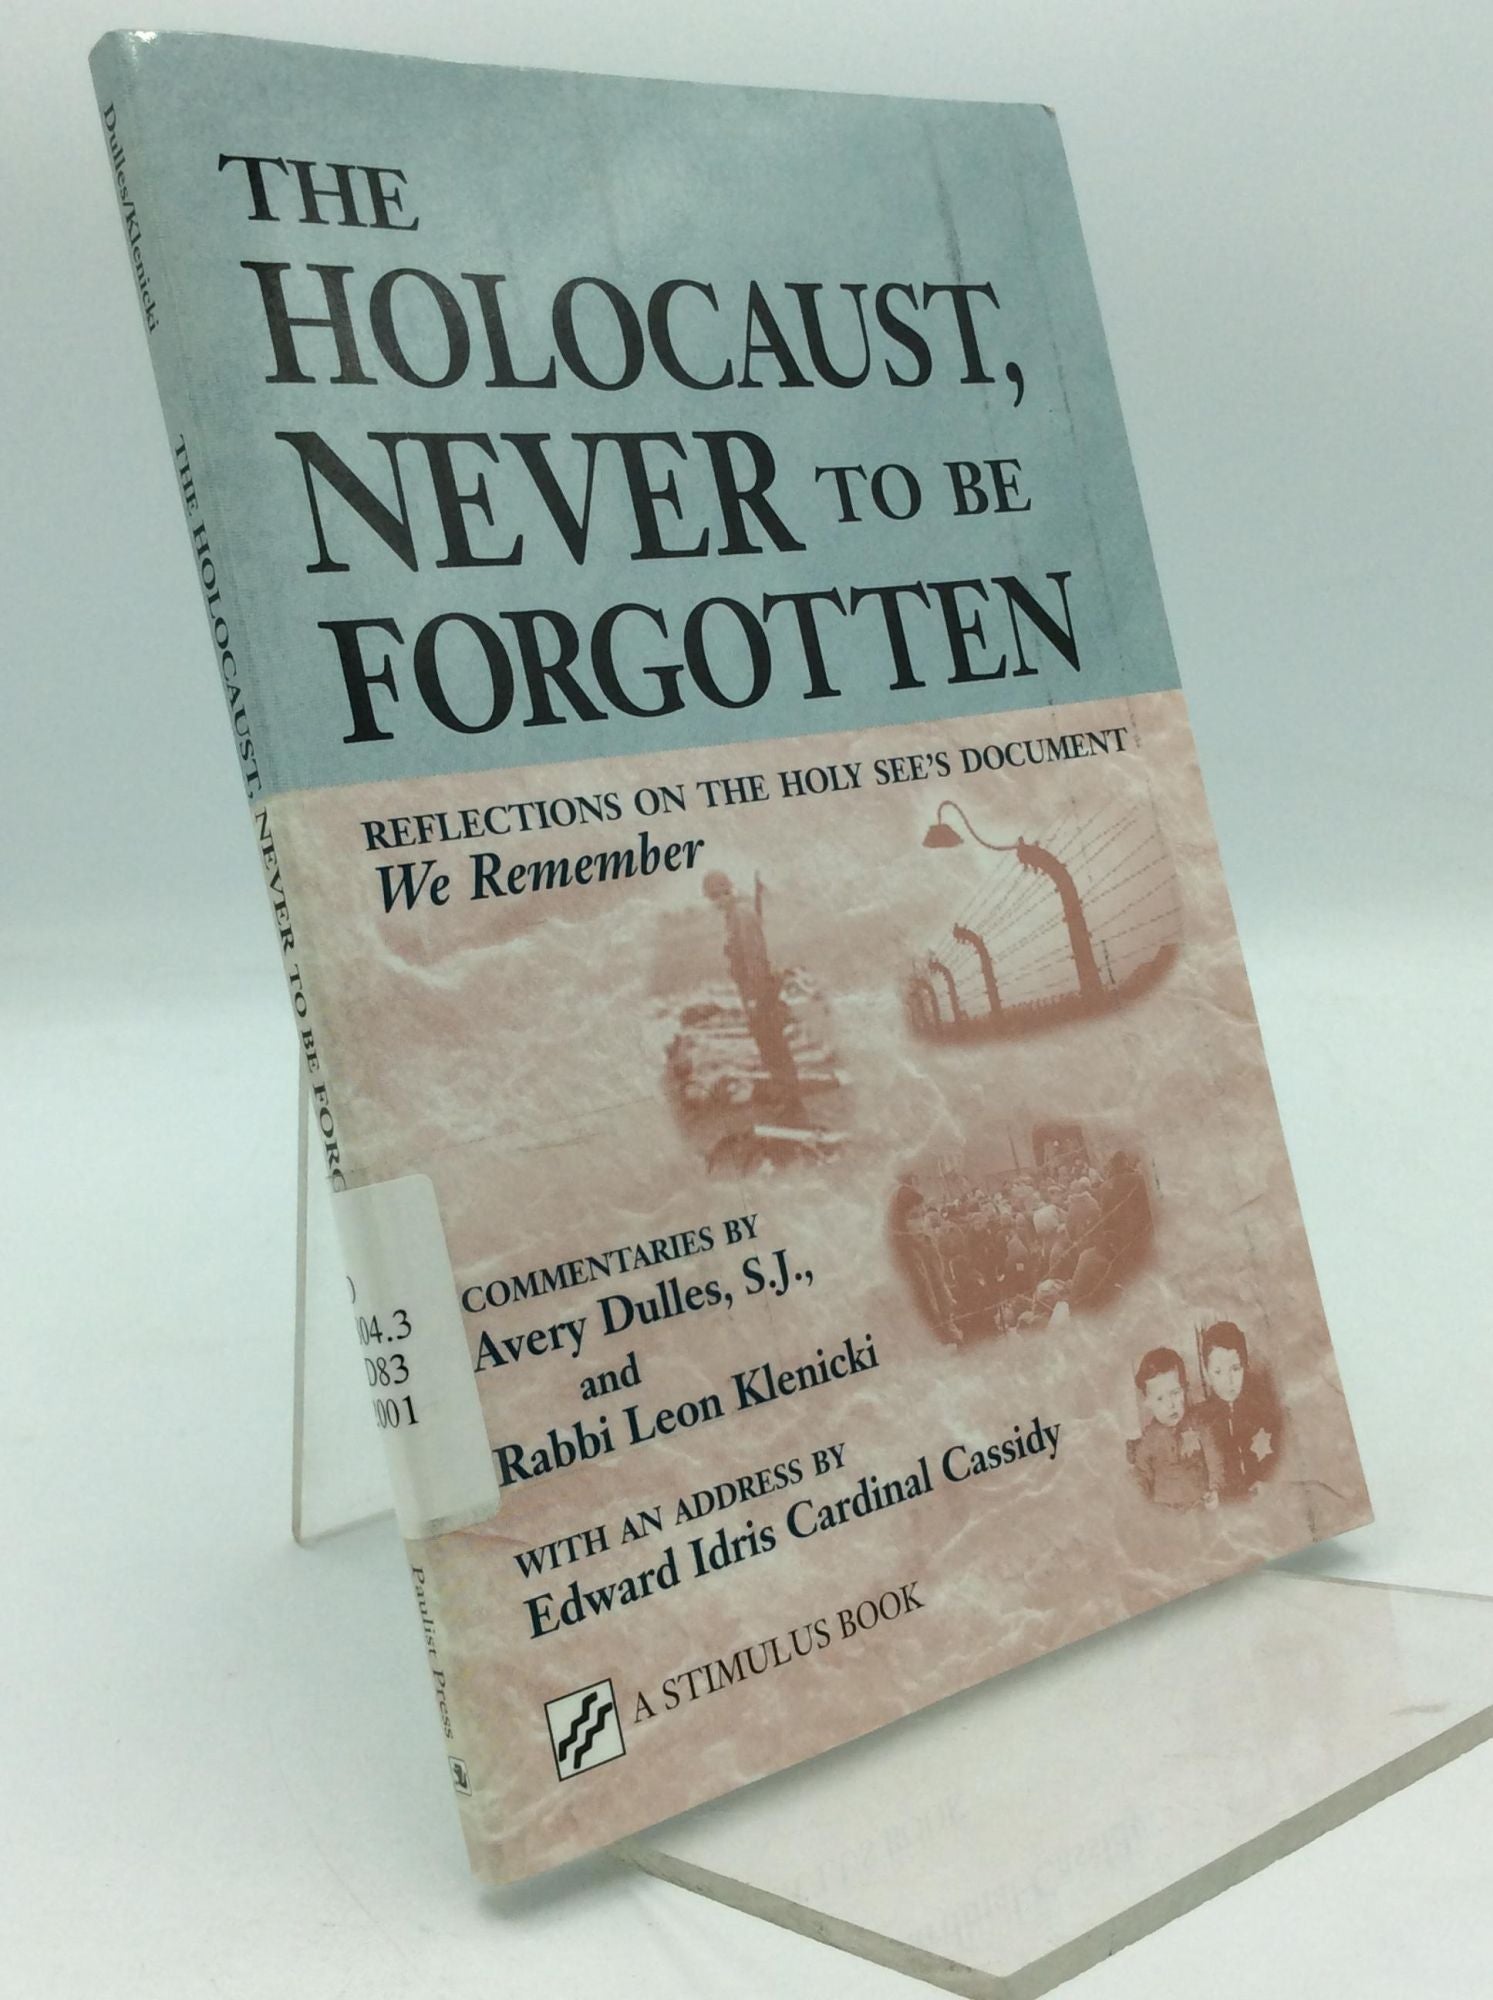 THE
HOLOCAUST,
NEVER TO BE
FORGOTTEN
REFLECTIONS ON THE HOLY SEE'S DOCUMENT
We Remember
COMMENTARIES BY
Avery Dulles, S.J.,
and
Rabbi Leon Klenicki
WITH AN ADDRESS BY
Edward Idris Cardinal Cassidy
A STIMULUS BOOK
Dulles/Klenicki
THE HOLOCAUST, NEVER TO BE FORG
04.3
D83
001
Paulist Press